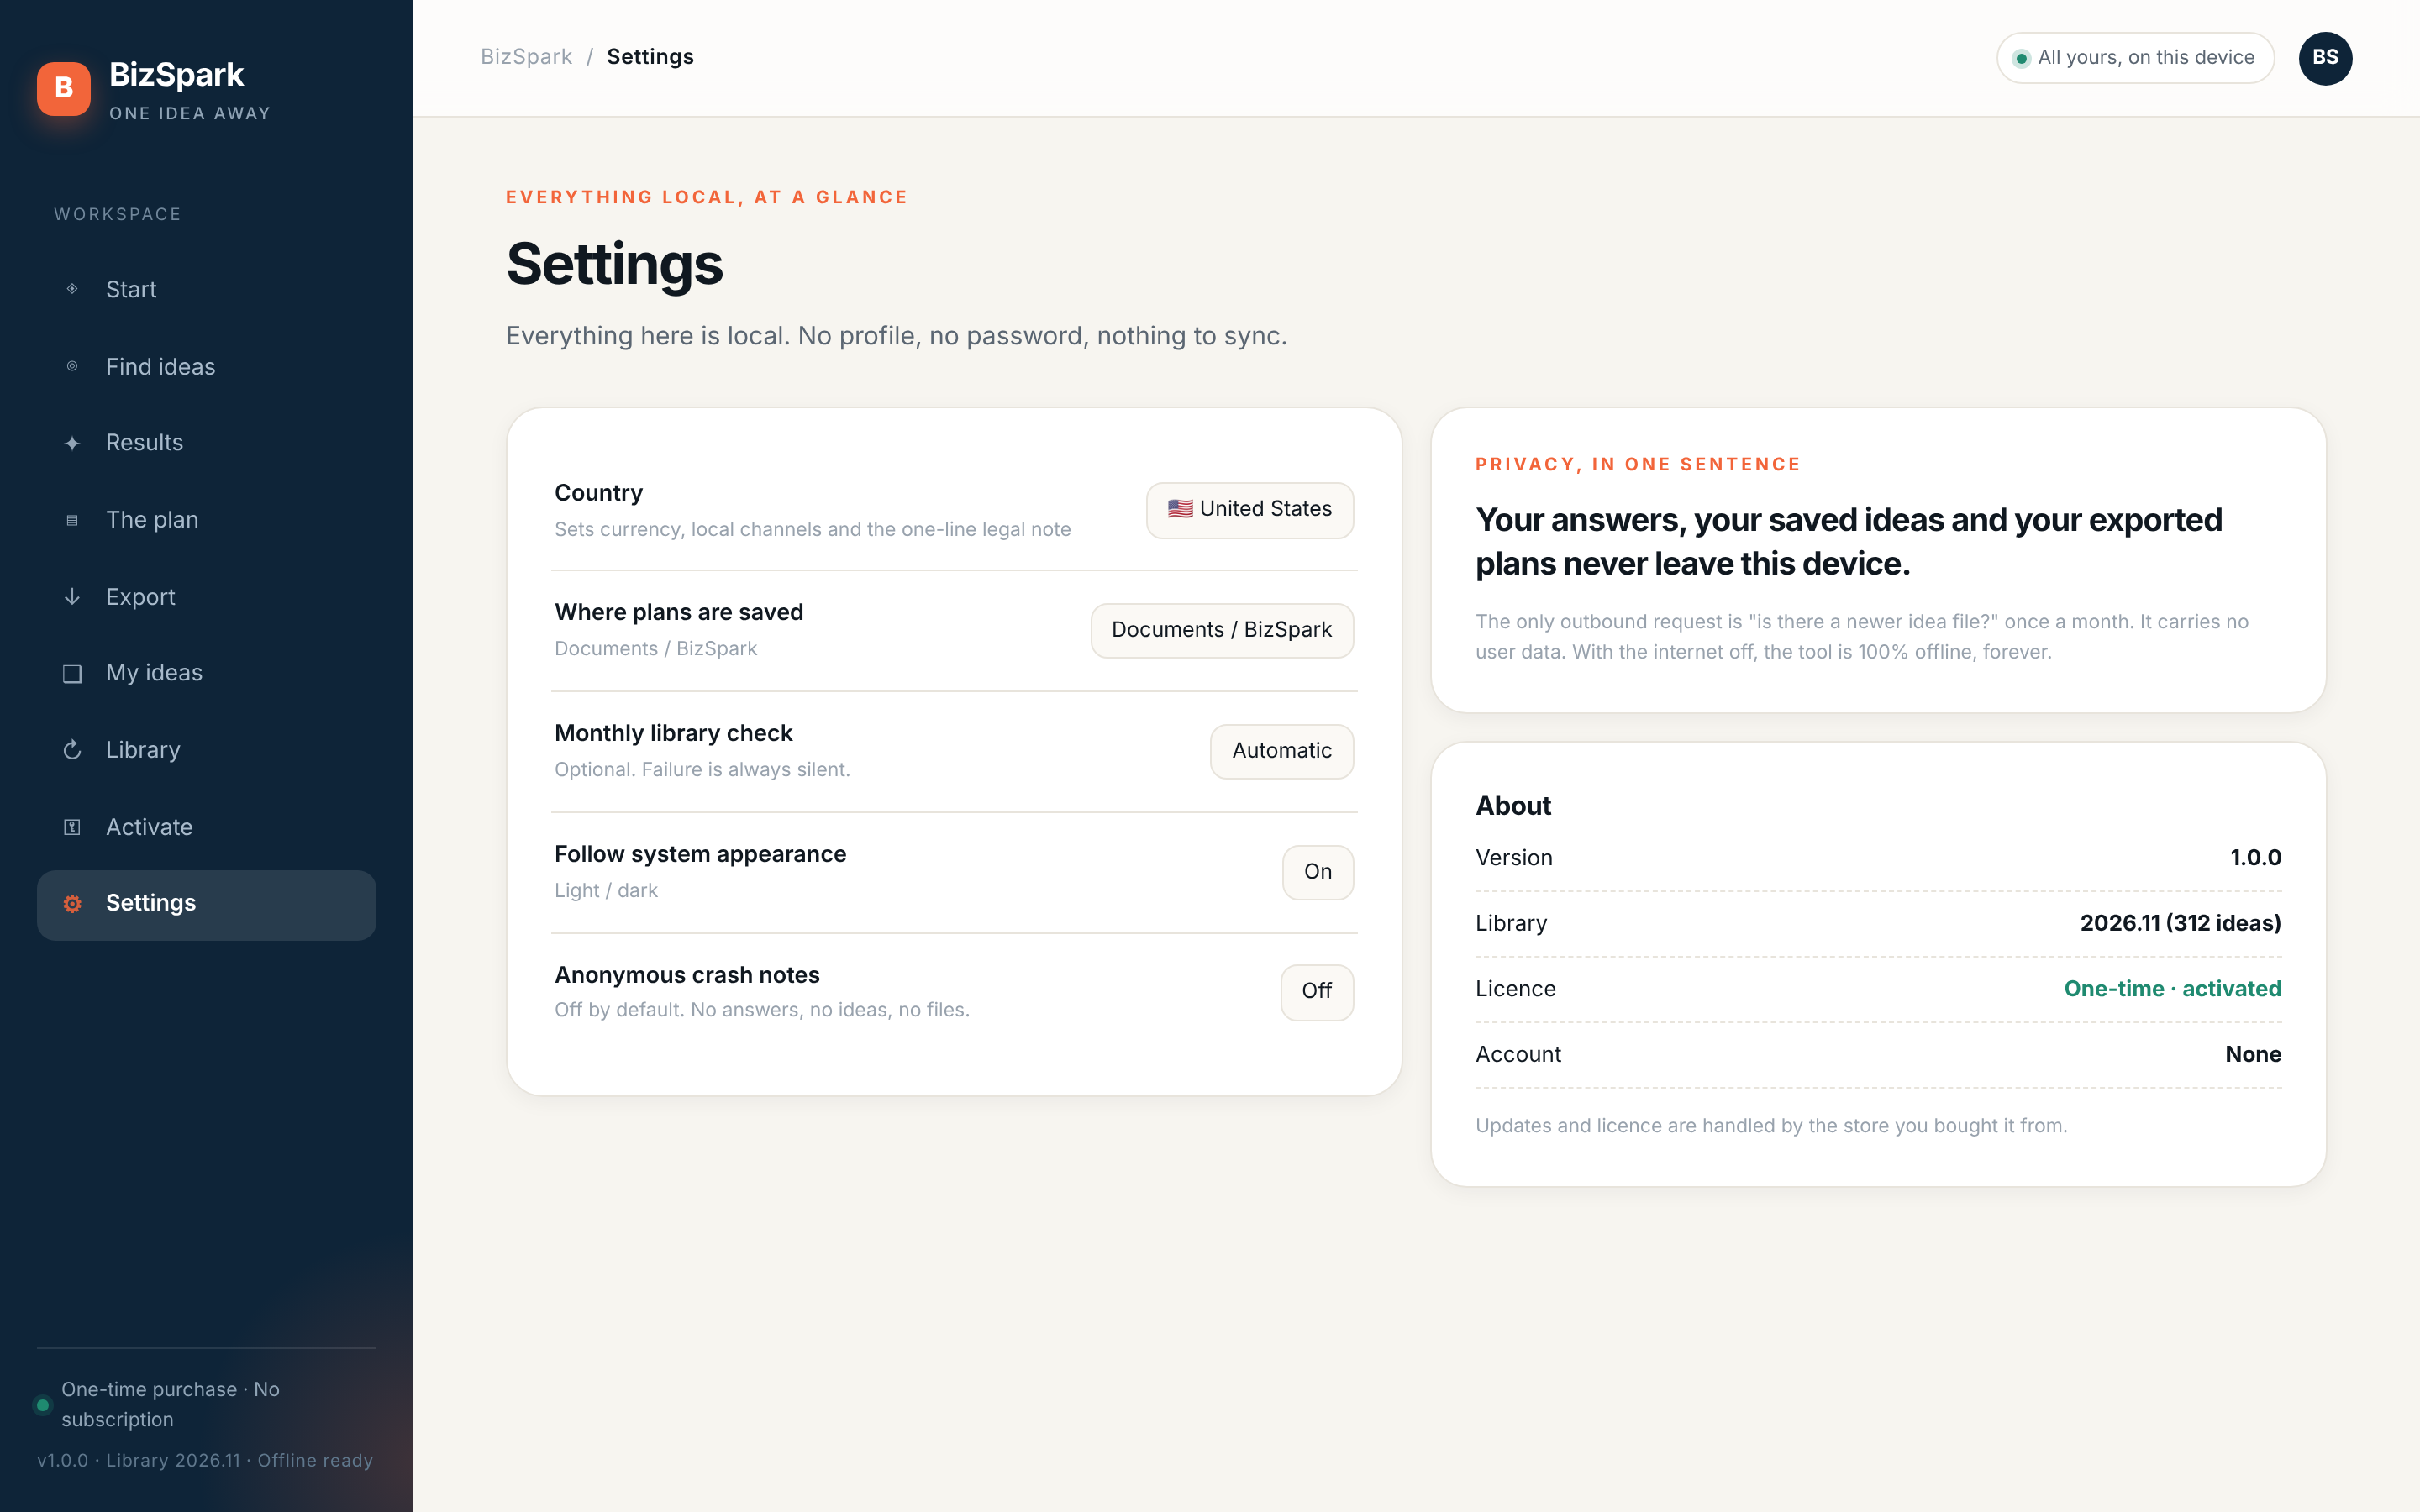 B
BizSpark
ONE IDEA AWAY
WORKSPACE
Start
Find ideas
Results
The plan
Export
My ideas
Library
Activate
Settings
One-time purchase · No
subscription
v1.0.0 · Library 2026.11 · Offline ready
BizSpark / Settings
All yours, on this device
BS
EVERYTHING LOCAL, AT A GLANCE
Settings
Everything here is local. No profile, no password, nothing to sync.
Country
Sets currency, local channels and the one-line legal note
🇺🇸 United States
Where plans are saved
Documents / BizSpark
Documents / BizSpark
Monthly library check
Optional. Failure is always silent.
Automatic
Follow system appearance
Light / dark
On
Anonymous crash notes
Off by default. No answers, no ideas, no files.
Off
PRIVACY, IN ONE SENTENCE
Your answers, your saved ideas and your exported
plans never leave this device.
The only outbound request is "is there a newer idea file?" once a month. It carries no
user data. With the internet off, the tool is 100% offline, forever.
About
Version 1.0.0
Library 2026.11 (312 ideas)
Licence One-time · activated
Account None
Updates and licence are handled by the store you bought it from.